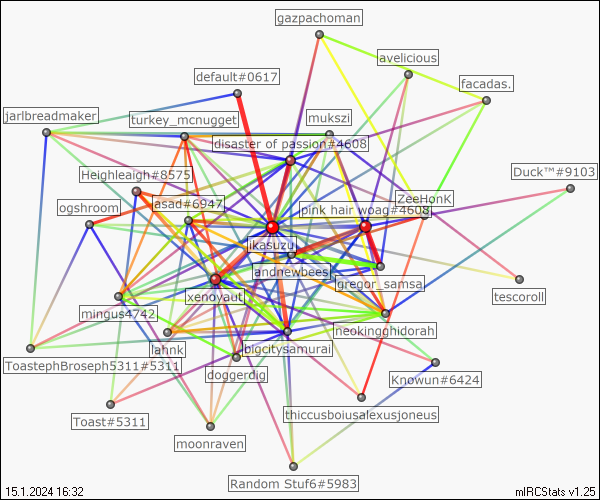 gazpachoman
avelicious
default#0617
facadas.
jarlbreadmaker
turkey_mcnugget
mukszi
disaster of passion#4608
Duck™#9103
Heighleaigh#8575
ZeeHonk
ogshroom
asad#6947
pink hair woag#4608
ikasuzu
andnewbees
gregor_samsa
tescoroll
xenovaut
mingus4742
neokingghidorah
lahnk
bigcitysamurai
ToastephBroseph5311#5311
doggerdig
Knowun#6424
Toast#5311
thiccusboiusalexusjoneus
moonraven
Random Stuf6#5983
15.1.2024 16:32
mIRCStats v1.25